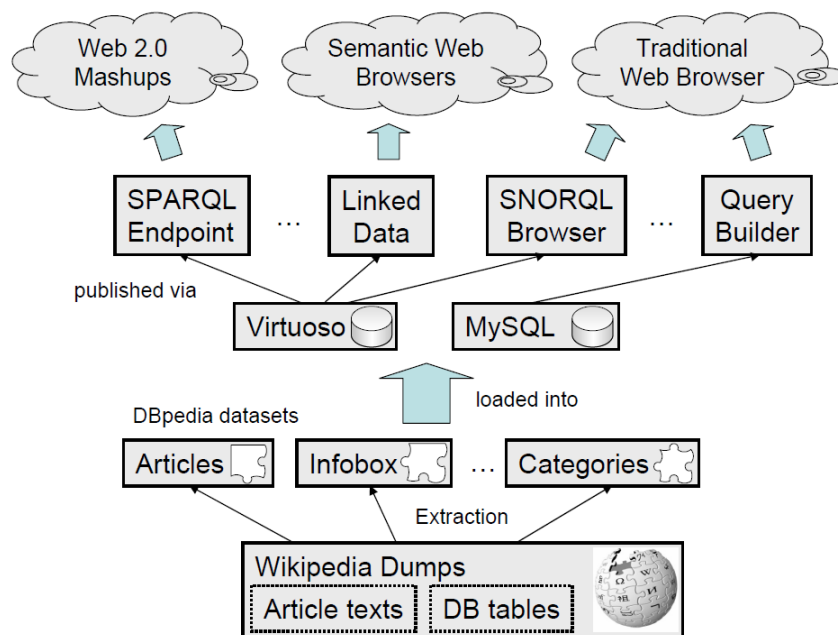 Web 2.0
Mashups
Semantic Web
Browsers
Traditional
Web Browser
SPARQL
Endpoint
...
Linked
Data
SNORQL
Browser
...
Query
Builder
published via
Virtuoso
MySQL
loaded into
DBpedia datasets
Articles
Infobox
...
Categories
Extraction
Wikipedia Dumps
Article texts
DB tables